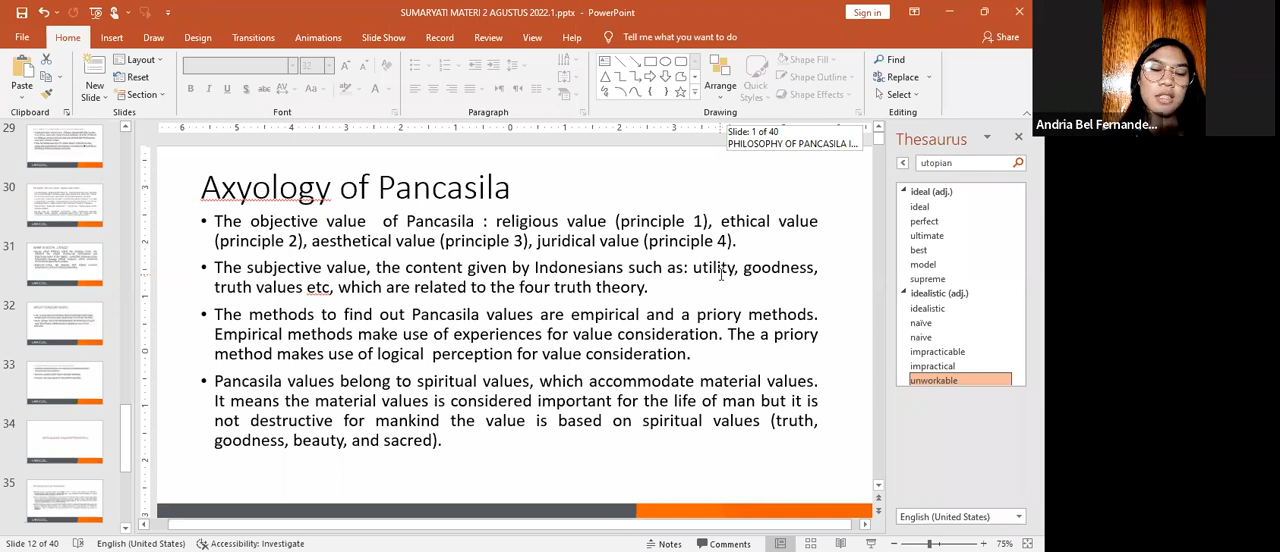 SUMARYATI MATERI 2 AGUSTUS 2022.1.pptx - PowerPoint
Sign in
File Home Insert Draw Design Transitions Animations Slide Show Record Review View Help Tell me what you want to do Share
Paste
Clipboard
New
Slide
Layout
Reset
Section
Slides
32
Font
Paragraph
Arrange
Quick
Styles
Shape Fill
Shape Outline
Shape Effects
Drawing
Find
Replace
Select
Editing
Andria Bel Fernande...
29
30
31
32
33
34
35
Slide: 1 of 40
PHILOSOPHY OF PANCASILA I...
Axyology of Pancasila
The objective value of Pancasila : religious value (principle 1), ethical value
(principle 2), aesthetical value (principle 3), juridical value (principle 4).
• The subjective value, the content given by Indonesians such as: utility, goodness,
truth values etc, which are related to the four truth theory.
• The methods to find out Pancasila values are empirical and a priory methods.
Empirical methods make use of experiences for value consideration. The a priory
method makes use of logical perception for value consideration.
• Pancasila values belong to spiritual values, which accommodate material values.
It means the material values is considered important for the life of man but it is
not destructive for mankind the value is based on spiritual values (truth,
goodness, beauty, and sacred).
Thesaurus
utopian
ideal (adj.)
ideal
perfect
ultimate
best
model
supreme
idealistic (adj.)
idealistic
naïve
naive
impracticable
impractical
unworkable
English (United States)
Slide 12 of 40 English (United States) Accessibility: Investigate Notes Comments 75%